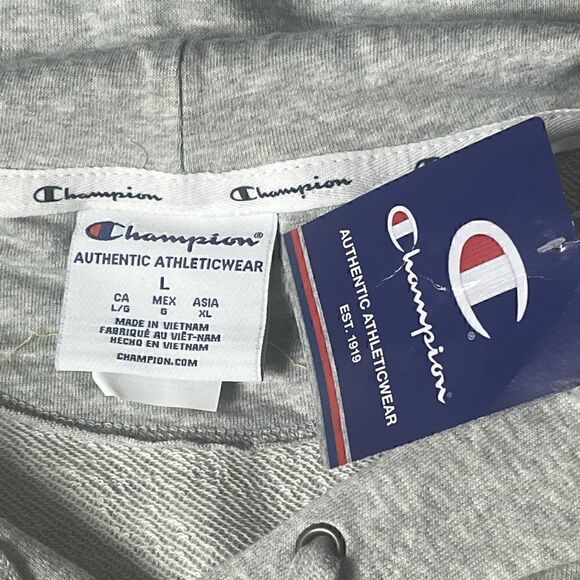 Champion
Champion
Champion®
AUTHENTIC ATHLETICWEAR
L
CA MEX ASIA
L/G G XL
MADE IN VIETNAM
FABRIQUÉ AU VIÊT-NAM
HECHO EN VIETNAM
CHAMPION.COM
Champion®
AUTHENTIC ATHLETICWEAR
EST. 1919
C®